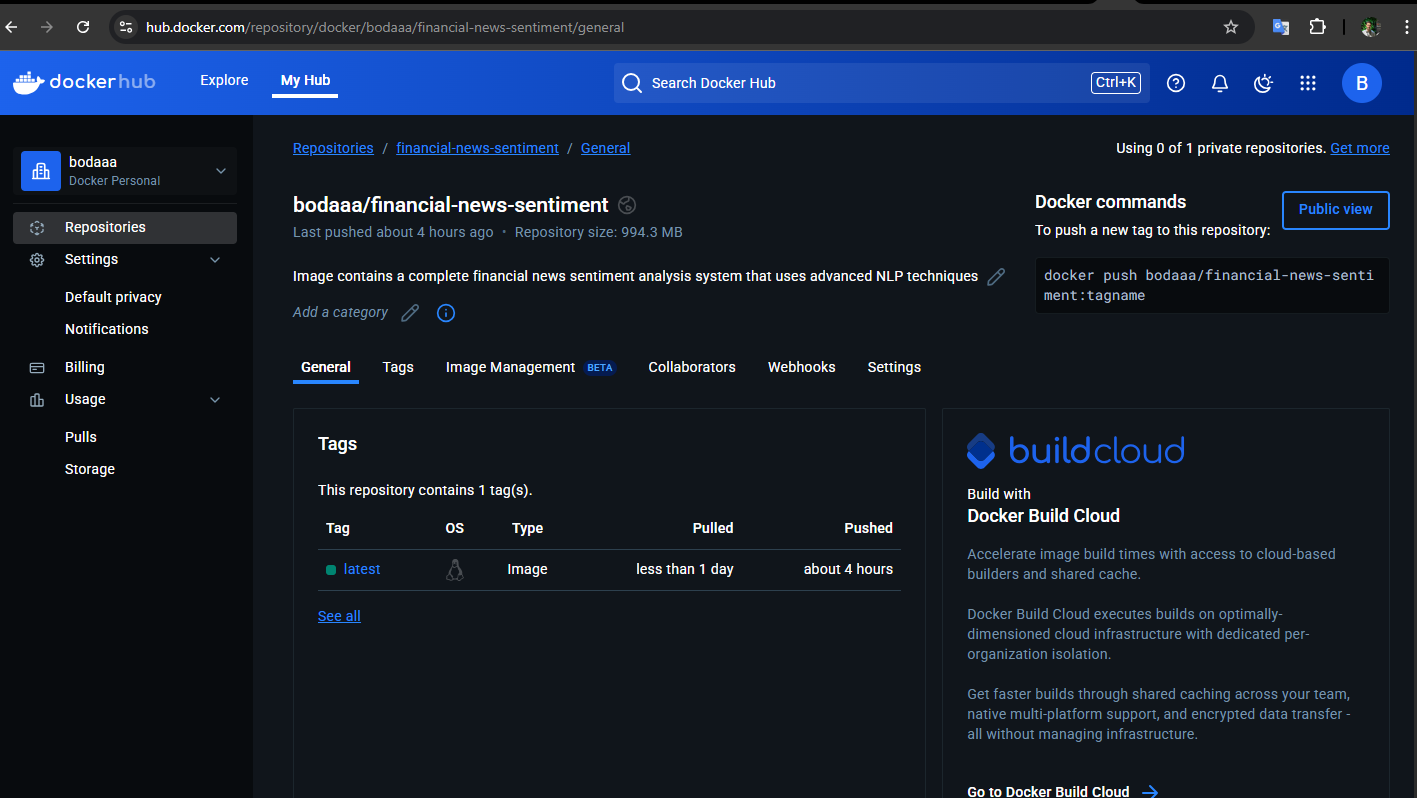 hub.docker.com/repository/docker/bodaaa/financial-news-sentiment/general
docker hub
Explore
My Hub
Search Docker Hub
Ctrl+K
B
bodaaa
Docker Personal
Repositories
Settings
Default privacy
Notifications
Billing
Usage
Pulls
Storage
Repositories / financial-news-sentiment / General
Using 0 of 1 private repositories. Get more
bodaaa/financial-news-sentiment
Last pushed about 4 hours ago • Repository size: 994.3 MB
Image contains a complete financial news sentiment analysis system that uses advanced NLP techniques
Add a category
Docker commands
Public view
To push a new tag to this repository:
docker push bodaaa/financial-news-senti
ment:tagname
General
Tags
Image Management BETA
Collaborators
Webhooks
Settings
Tags
This repository contains 1 tag(s).
Tag OS Type Pulled Pushed
latest Image less than 1 day about 4 hours
See all
buildcloud
Build with
Docker Build Cloud
Accelerate image build times with access to cloud-based
builders and shared cache.
Docker Build Cloud executes builds on optimally-
dimensioned cloud infrastructure with dedicated per-
organization isolation.
Get faster builds through shared caching across your team,
native multi-platform support, and encrypted data transfer -
all without managing infrastructure.
Go to Docker Build Cloud →